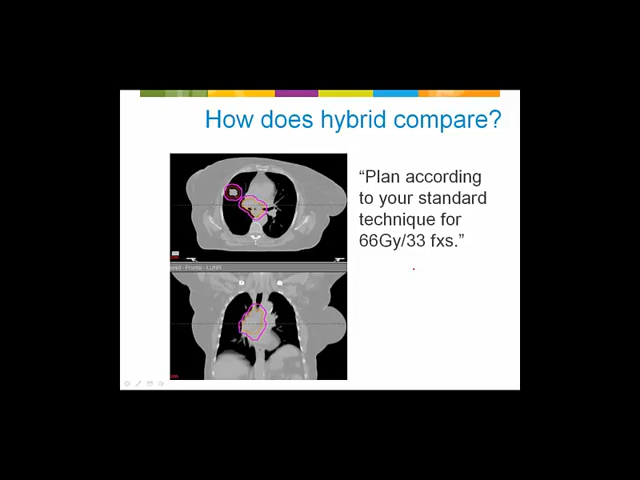 How does hybrid compare?
“Plan according
to your standard
technique for
66Gy/33 fxs.”